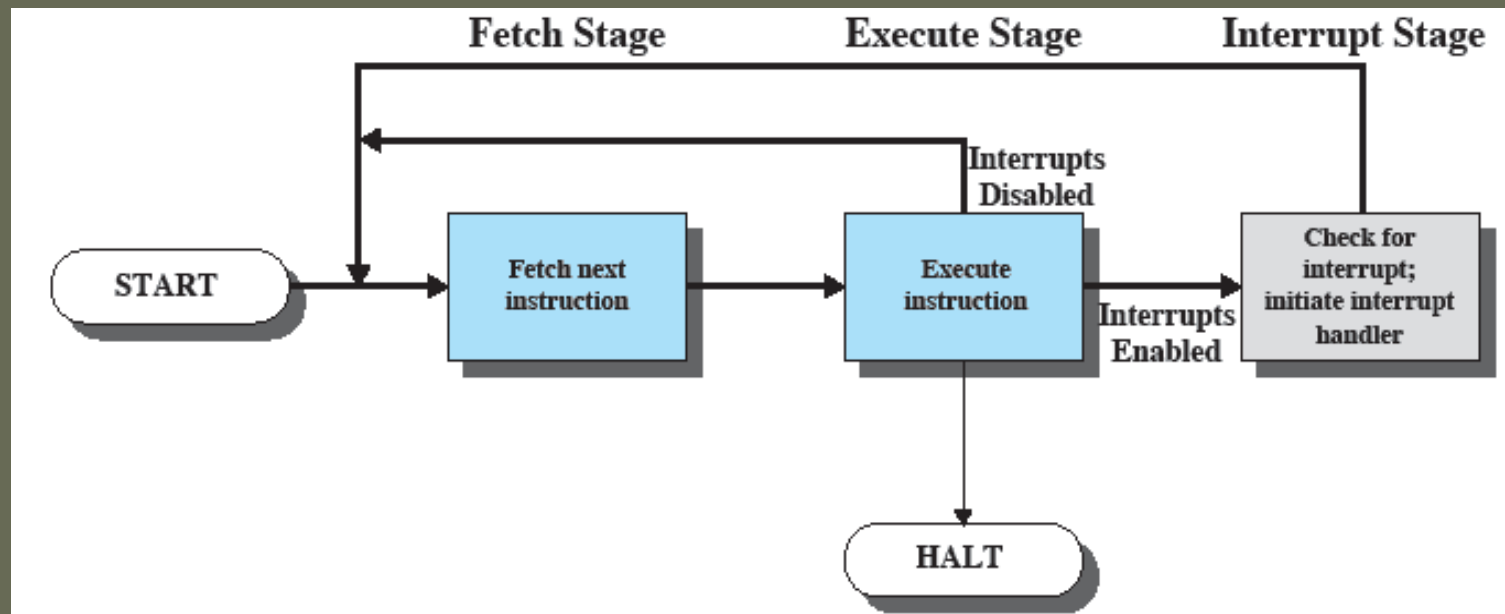 Fetch Stage
Execute Stage
Interrupt Stage
Interrupts
Disabled
START
Fetch next
instruction
Execute
instruction
Interrupts
Enabled
Check for
interrupt;
initiate interrupt
handler
HALT